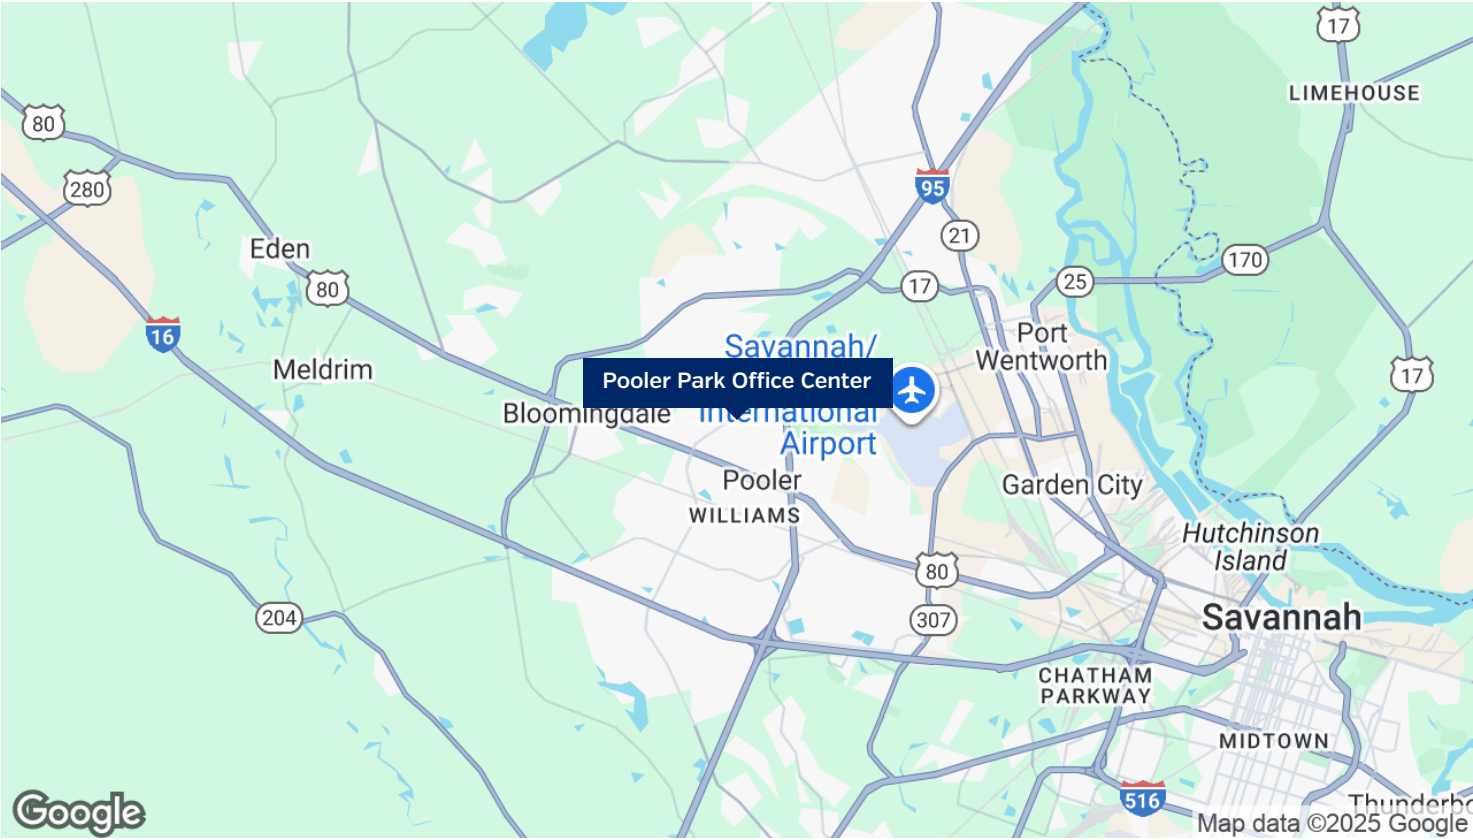 17
LIMEHOUSE
80
280
95
21
Eden
170
80
17
25
16
Port
Wentworth
Savannah/
Meldrim
Pooler Park Office Center
17
Bloomingdale
International
Airport
Pooler
Garden City
WILLIAMS
Hutchinson
Island
80
204
307
Savannah
CHATHAM
PARKWAY
MIDTOWN
516
Thunderbo
Google
Map data ©2025 Google